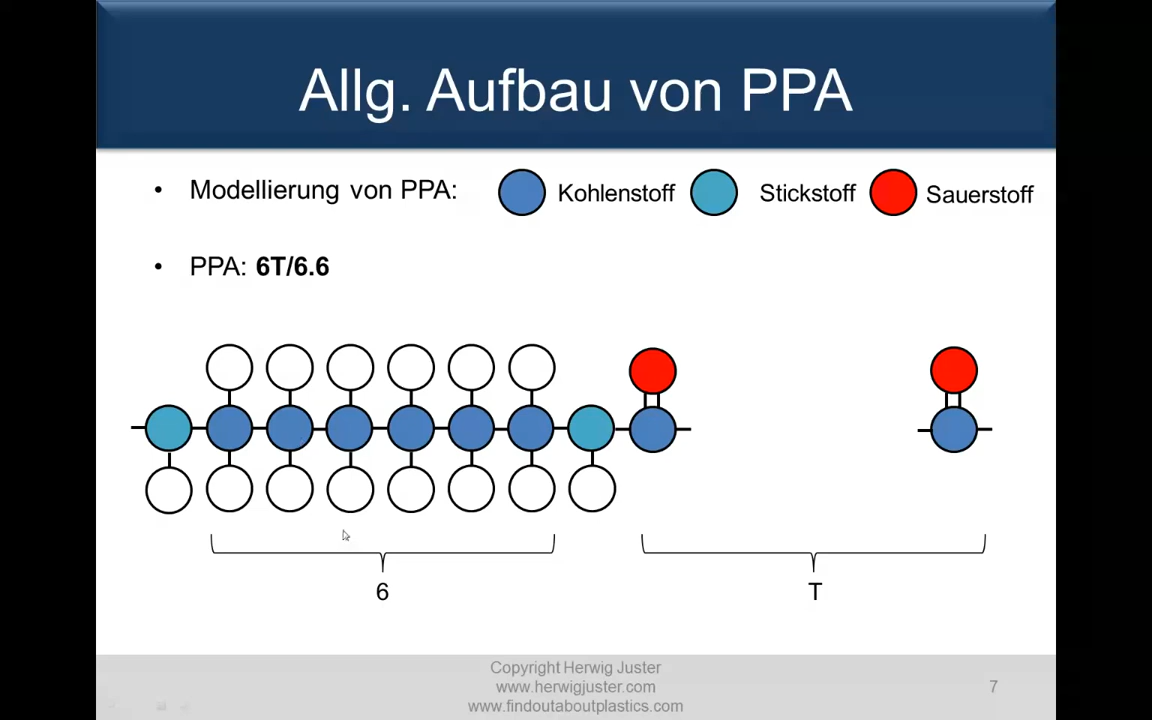 Allg. Aufbau von PPA
• Modellierung von PPA: Kohlenstoff Stickstoff Sauerstoff
• PPA: 6T/6.6
6 T
Copyright Herwig Juster
www.herwigjuster.com
7
www.findoutaboutplastics.com